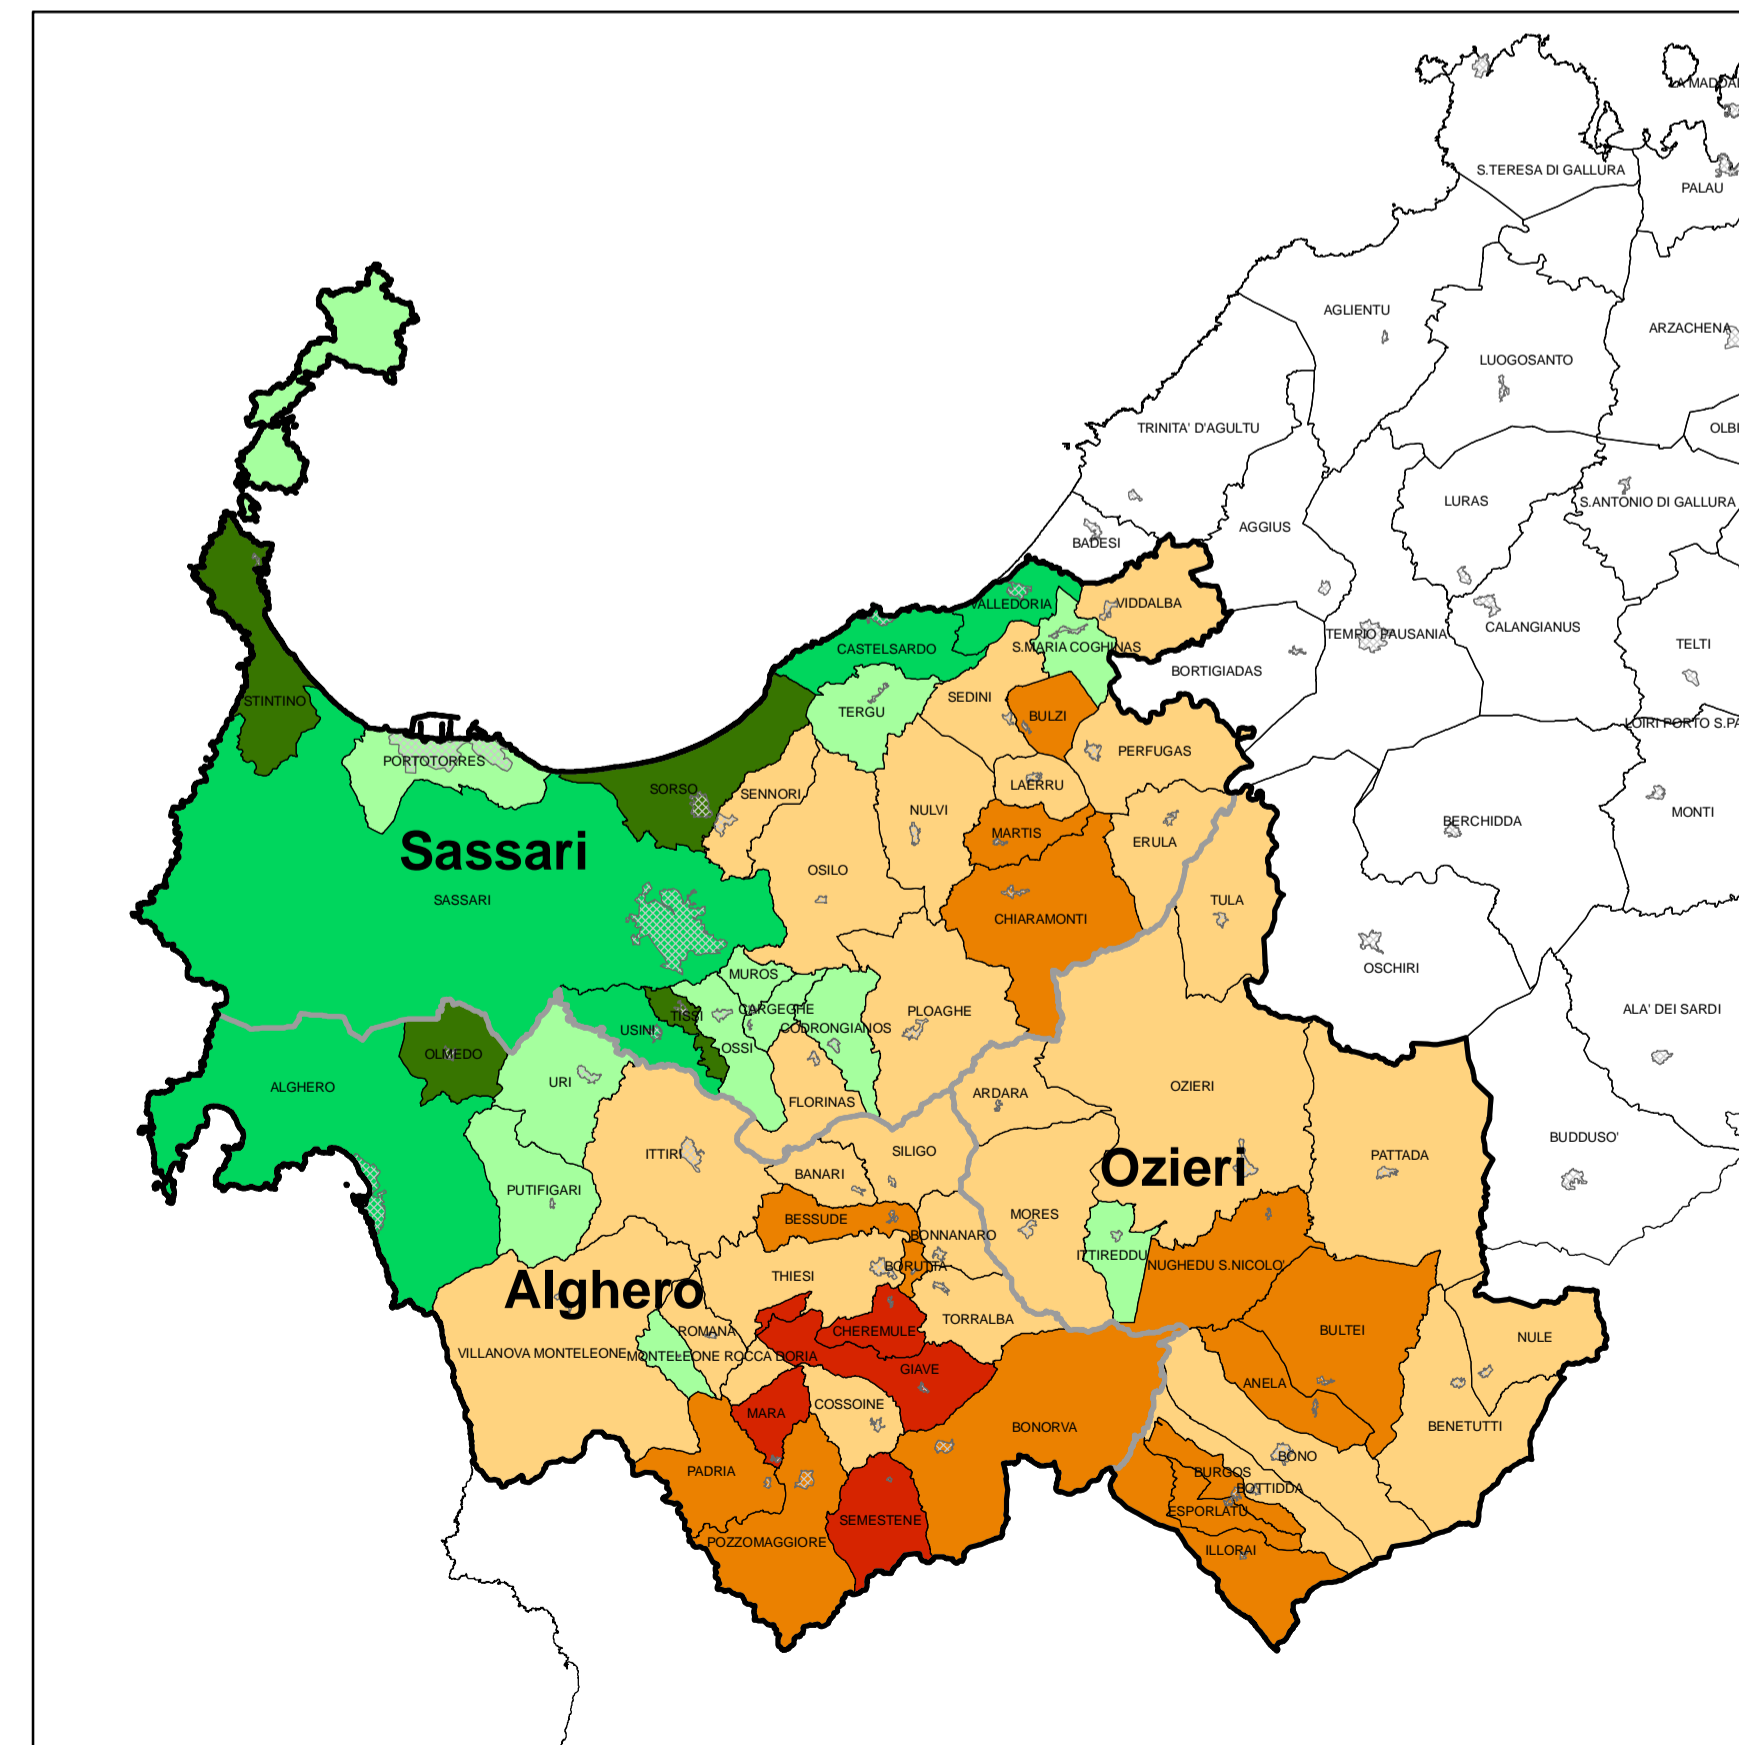 LA MADDAL
S.TERESA DI GALLURA
PALAU
AGLIENTU
ARZACHENA
LUOGOSANTO
TRINITA' D'AGULTU
OLBI
LURAS
S.ANTONIO DI GALLURA
AGGIUS
BADESI
VALLEDORIA
VIDDALBA
CALANGIANUS
TEMPIO PAUSANIA
TELTI
CASTELSARDO
S.MARIA COGHINAS
BORTIGIADAS
SEDINI
STINTINO
TERGU
BULZI
LOIRI PORTO S.PA
PERFUGAS
PORTOTORRES
LAERRU
SORSO
SENNORI
NULVI
MONTI
BERCHIDDA
MARTIS
ERULA
Sassari
OSILO
SASSARI
TULA
CHIARAMONTI
OSCHIRI
MUROS
CARGEGHE
PLOAGHE
ALA' DEI SARDI
TISSI
USINI
CODRONGIANOS
OSSI
OLMEDO
URI
ALGHERO
OZIERI
ARDARA
FLORINAS
BUDDUSO'
ITTIRI
SILIGO
PATTADA
Ozieri
BANARI
PUTIFIGARI
BESSUDE
MORES
BONNANARO
ITTIREDDU
BORUTTA
NUGHEDU S.NICOLO'
THIESI
Alghero
TORRALBA
ROMANA
CHEREMULE
BULTEI
NULE
VILLANOVA MONTELEONE
MONTELEONE ROCCA DORIA
GIAVE
ANELA
COSSOINE
MARA
BONORVA
BENETUTTI
BONO
PADRIA
BURGOS
BOTTIDDA
ESPORLATU
SEMESTENE
POZZOMAGGIORE
ILLORAI